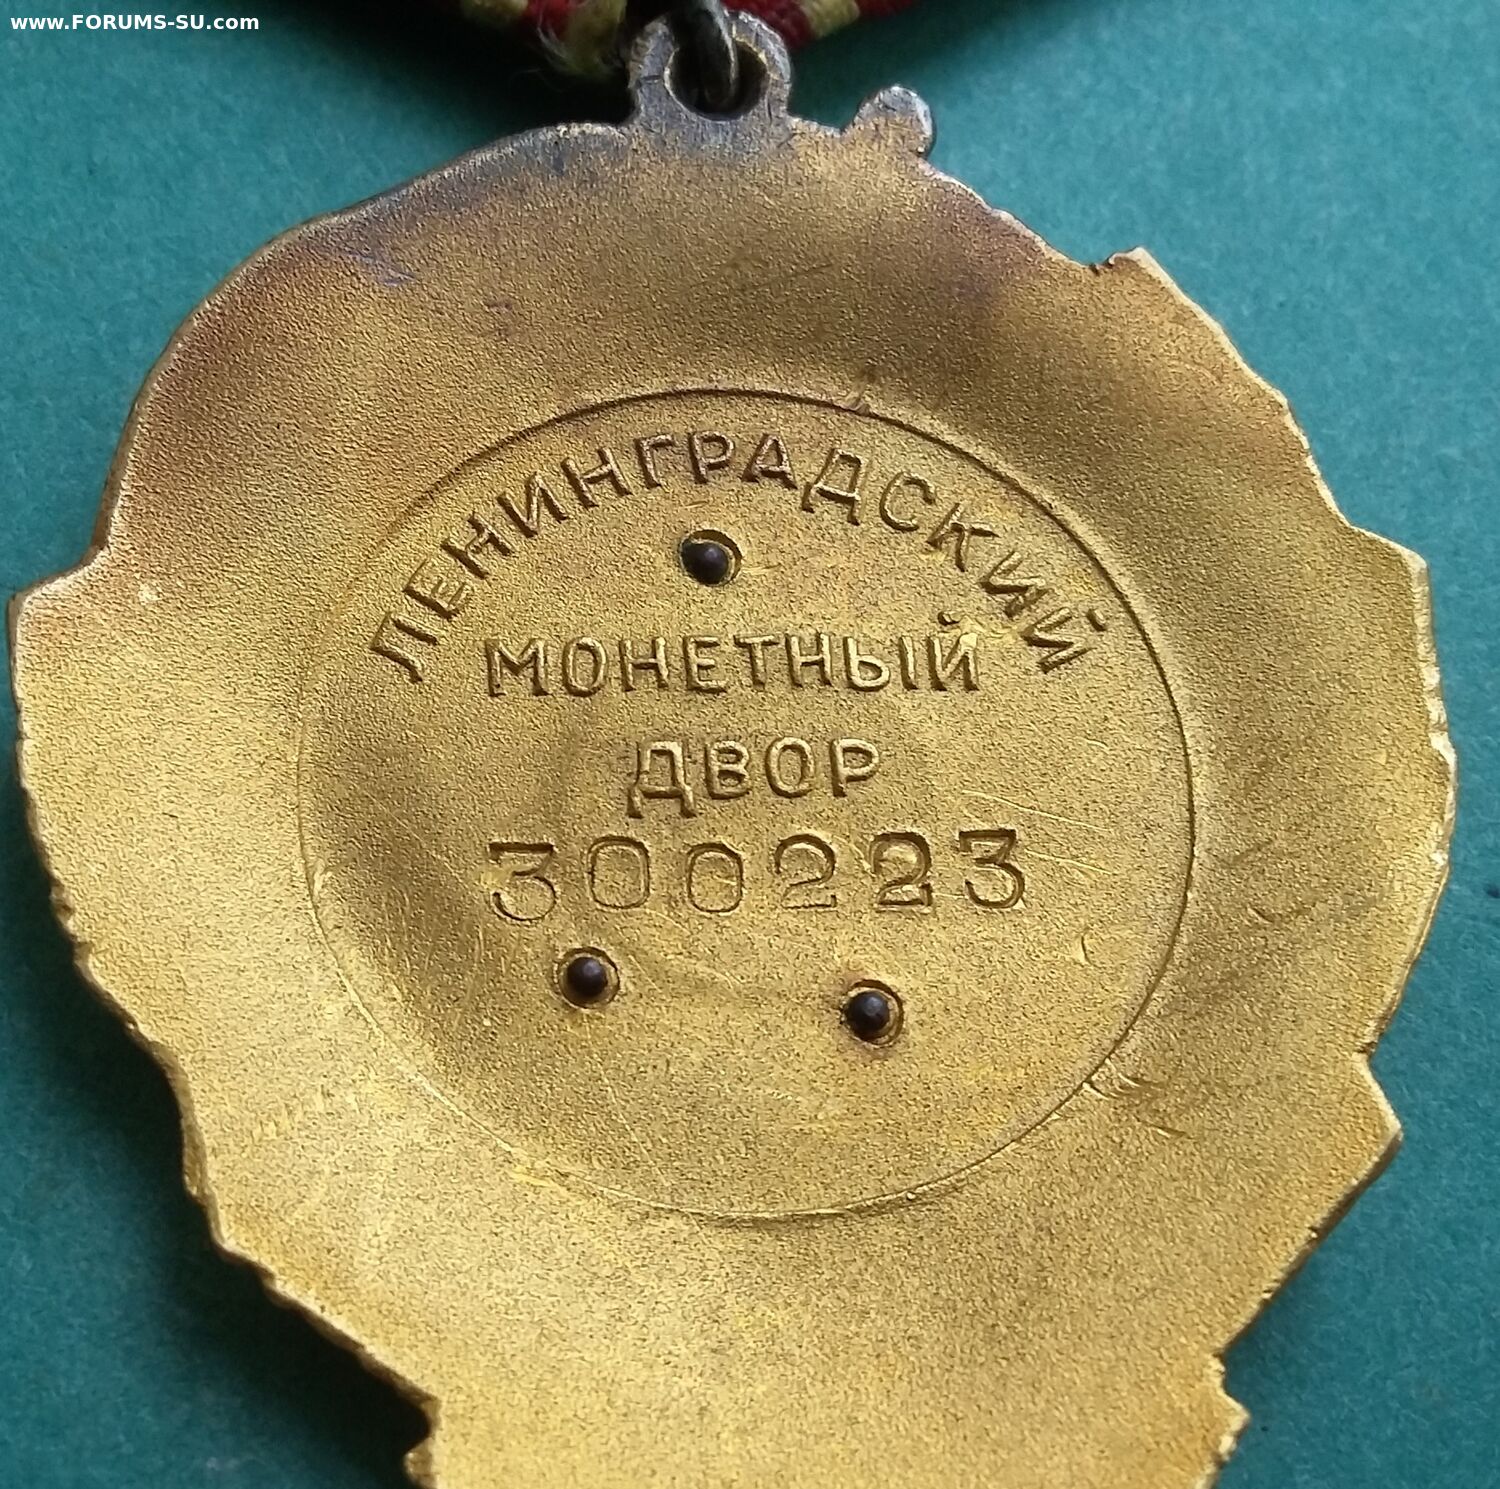 www.FORUMS-SU.com
ЛЕНИНГРАДСКИЙ
МОНЕТНЫЙ
ДВОР
300223